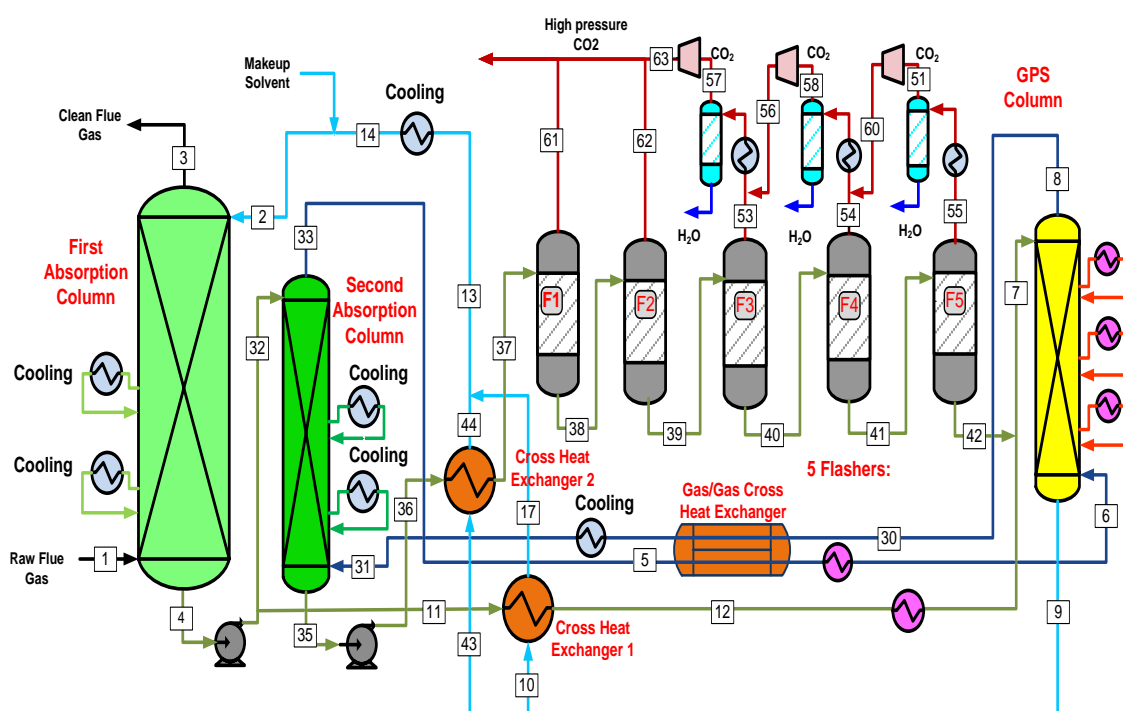 High pressure
CO2
63
CO₂
57
CO₂
58
CO₂
51
GPS
Column
Makeup
Solvent
Cooling
14
Clean Flue
Gas
3
2
61
62
56
60
8
33
53
54
55
H₂O
H₂O
H₂O
First
Absorption
Column
Second
Absorption
Column
13
7
F1
F2
F3
F4
F5
32
37
Cooling
Cooling
38
39
40
41
42
44
Cross Heat
Exchanger 2
5 Flashers:
Cooling
Cooling
36
17
Cooling
Gas/Gas Cross
Heat Exchanger
30
6
Raw Flue
Gas
1
31
5
4
11
12
35
43
Cross Heat
Exchanger 1
10
9